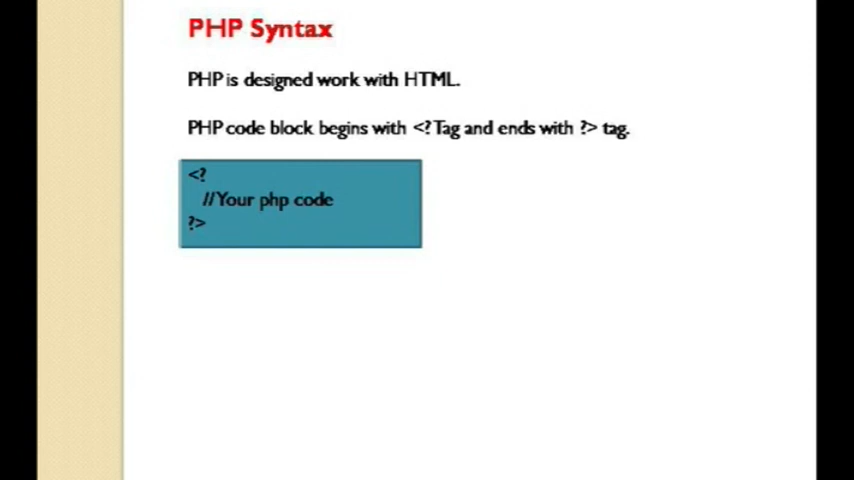 PHP Syntax
PHP is designed work with HTML.
PHP code block begins with <? Tag and ends with ?> tag.
<?
//Your php code
?>